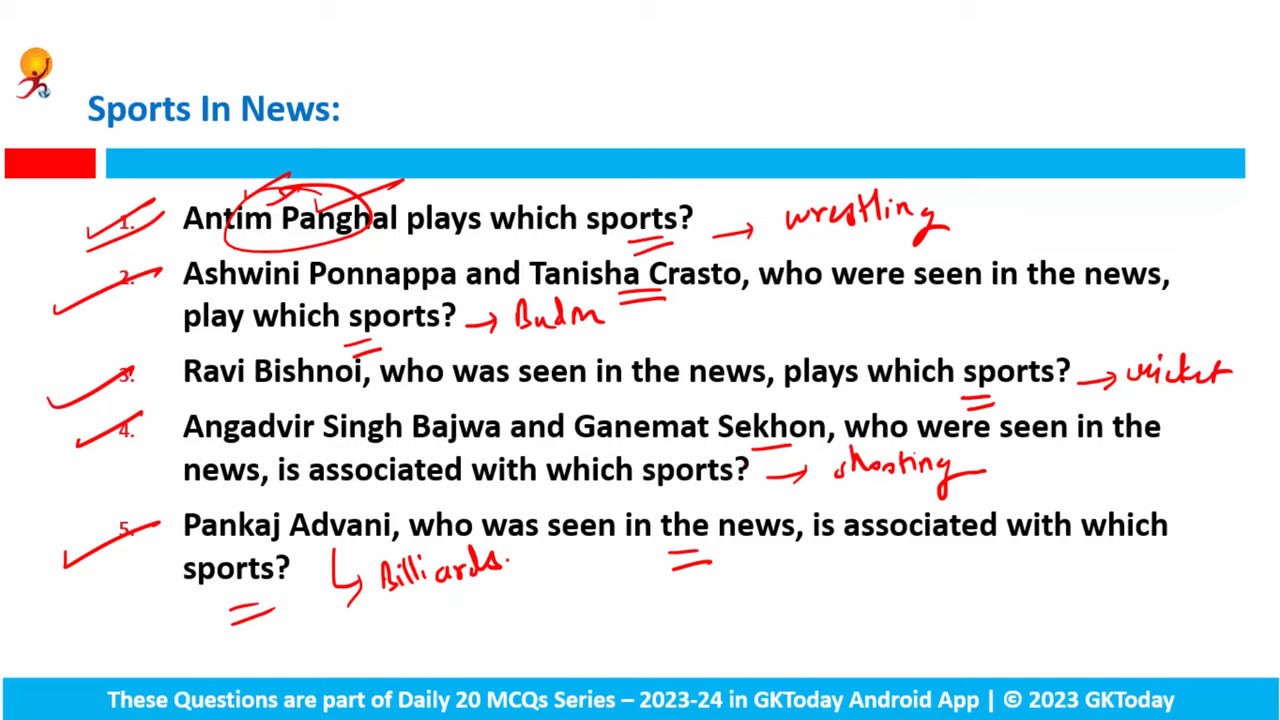 Sports In News:
1. Antim Panghal plays which sports? → wrestling
2. Ashwini Ponnappa and Tanisha Crasto, who were seen in the news,
play which sports? → Badm
3. Ravi Bishnoi, who was seen in the news, plays which sports? → cricket
4. Angadvir Singh Bajwa and Ganemat Sekhon, who were seen in the
news, is associated with which sports? → shooting
5. Pankaj Advani, who was seen in the news, is associated with which
sports? Billiards.
These Questions are part of Daily 20 MCQs Series – 2023-24 in GKToday Android App | © 2023 GKToday